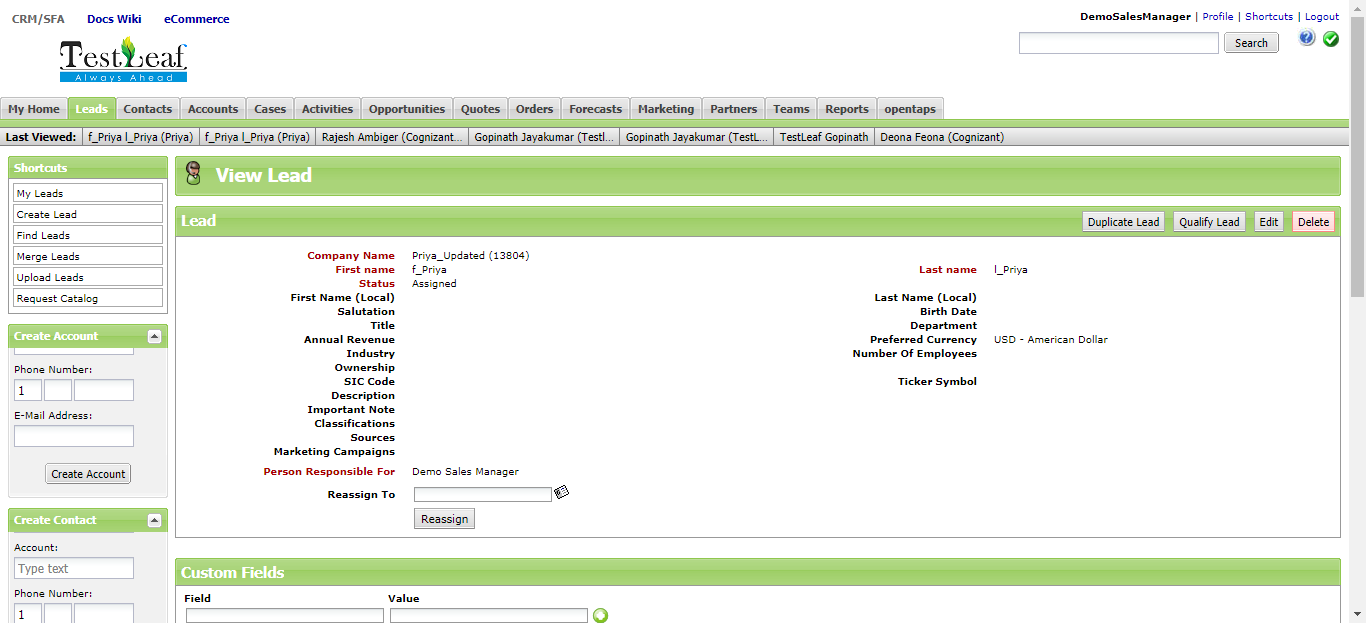 CRM/SFA Docs Wiki eCommerce
DemoSalesManager | Profile | Shortcuts | Logout
TestLeaf
Always Ahead
Search
My Home Leads Contacts Accounts Cases Activities Opportunities Quotes Orders Forecasts Marketing Partners Teams Reports opentaps
Last Viewed: f_Priya l_Priya (Priya) f_Priya l_Priya (Priya) Rajesh Ambiger (Cognizant... Gopinath Jayakumar (Testl... Gopinath Jayakumar (TestL... TestLeaf Gopinath Deona Feona (Cognizant)
Shortcuts
My Leads
Create Lead
Find Leads
Merge Leads
Upload Leads
Request Catalog
Create Account
Phone Number:
1
E-Mail Address:
Create Account
Create Contact
Account:
Type text
Phone Number:
1
View Lead
Lead Duplicate Lead Qualify Lead Edit Delete
Company Name Priya_Updated (13804)
First name f_Priya Last name l_Priya
Status Assigned
First Name (Local) Last Name (Local)
Salutation Birth Date
Title Department
Annual Revenue Preferred Currency USD - American Dollar
Industry Number Of Employees
Ownership
SIC Code Ticker Symbol
Description
Important Note
Classifications
Sources
Marketing Campaigns
Person Responsible For Demo Sales Manager
Reassign To
Reassign
Custom Fields
Field Value